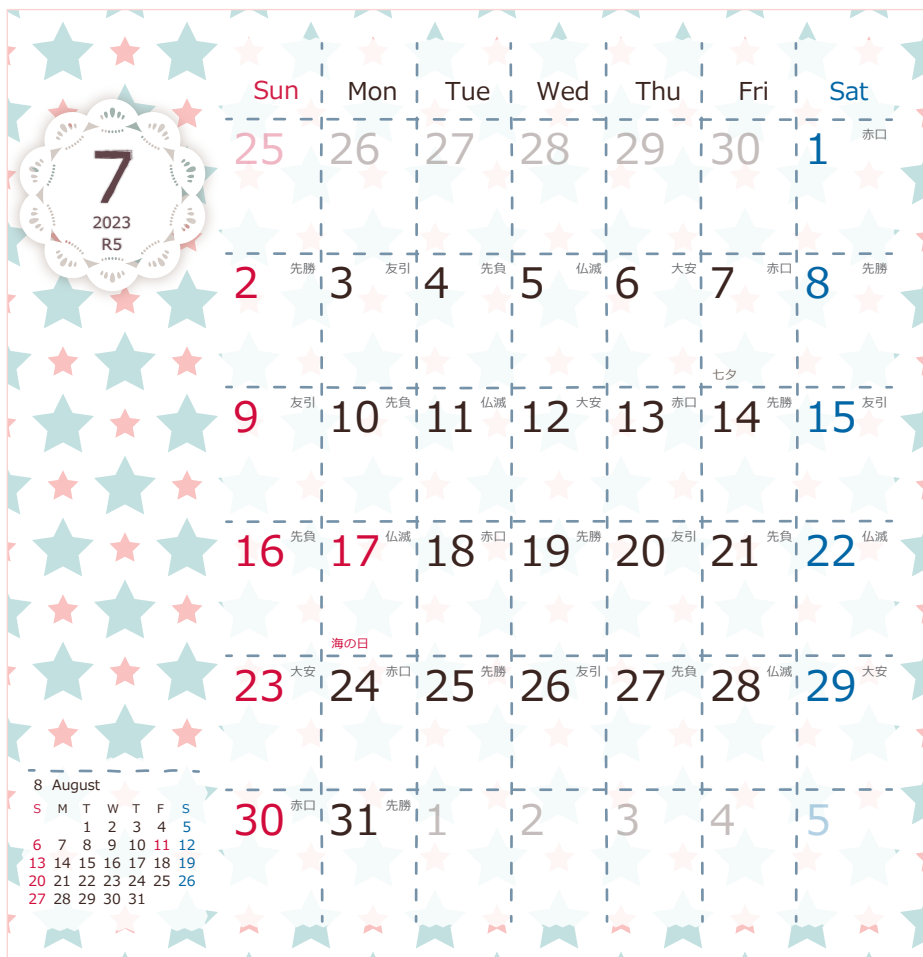 7
2023
R5
Sun Mon Tue Wed Thu Fri Sat
25 26 27 28 29 30 1 赤口
2 先勝 3 友引 4 先負 5 仏滅 6 大安 7 赤口 8 先勝
七夕
9 友引 10 先負 11 仏滅 12 大安 13 赤口 14 先勝 15 友引
16 先負 17 仏滅 18 赤口 19 先勝 20 友引 21 先負 22 仏滅
海の日
23 大安 24 赤口 25 先勝 26 友引 27 先負 28 仏滅 29 大安
30 赤口 31 先勝 1 2 3 4 5
8 August
S M T W T F S
1 2 3 4 5
6 7 8 9 10 11 12
13 14 15 16 17 18 19
20 21 22 23 24 25 26
27 28 29 30 31